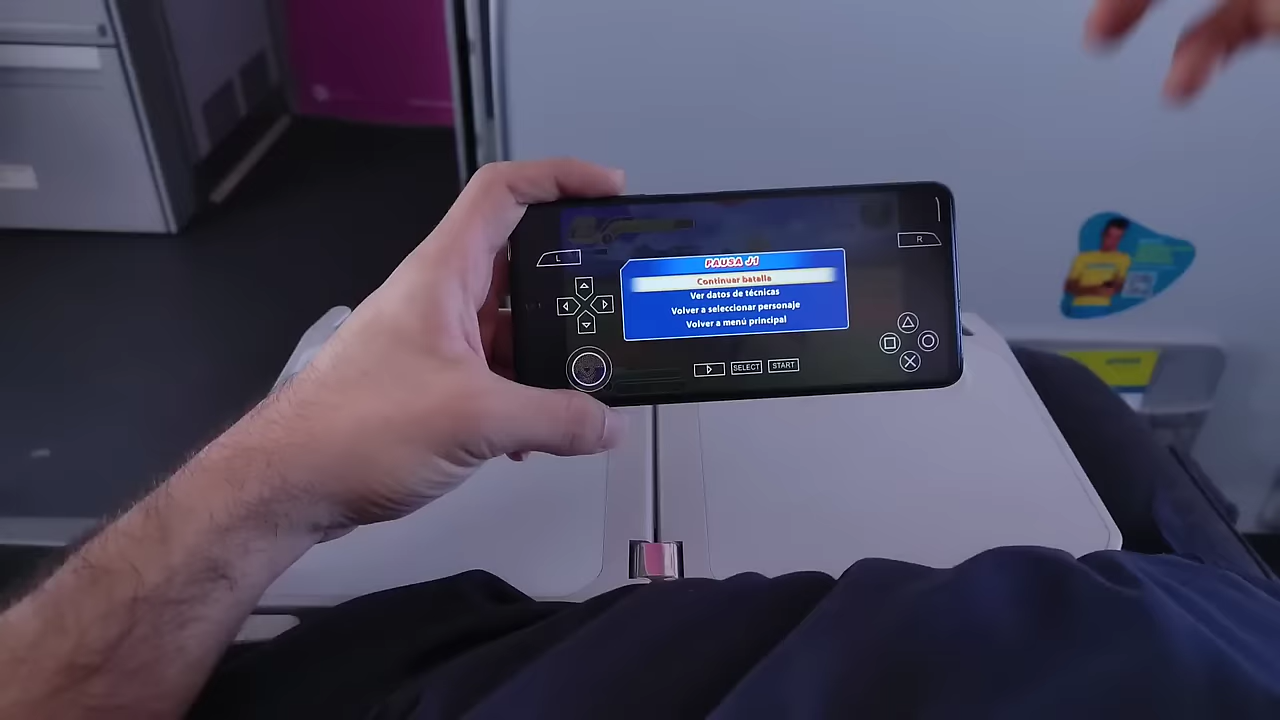 L
R
PAUSA J1
Continuar batalla
Ver datos de técnicas
Volver a seleccionar personaje
Volver a menú principal
SELECT
START